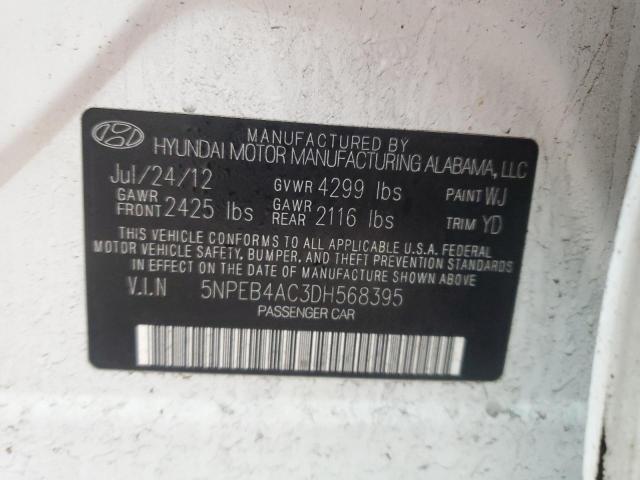 MANUFACTURED BY
HYUNDAI MOTOR MANUFACTURING ALABAMA, LLC
Jul/24/12 GVWR 4299 lbs PAINT WJ
GAWR FRONT 2425 lbs GAWR REAR 2116 lbs TRIM YD
THIS VEHICLE CONFORMS TO ALL APPLICABLE U.S.A. FEDERAL
MOTOR VEHICLE SAFETY, BUMPER, AND THEFT PREVENTION STANDARDS
IN EFFECT ON THE DATE OF MANUFACTURE SHOWN ABOVE
V.I.N 5NPEB4AC3DH568395
PASSENGER CAR